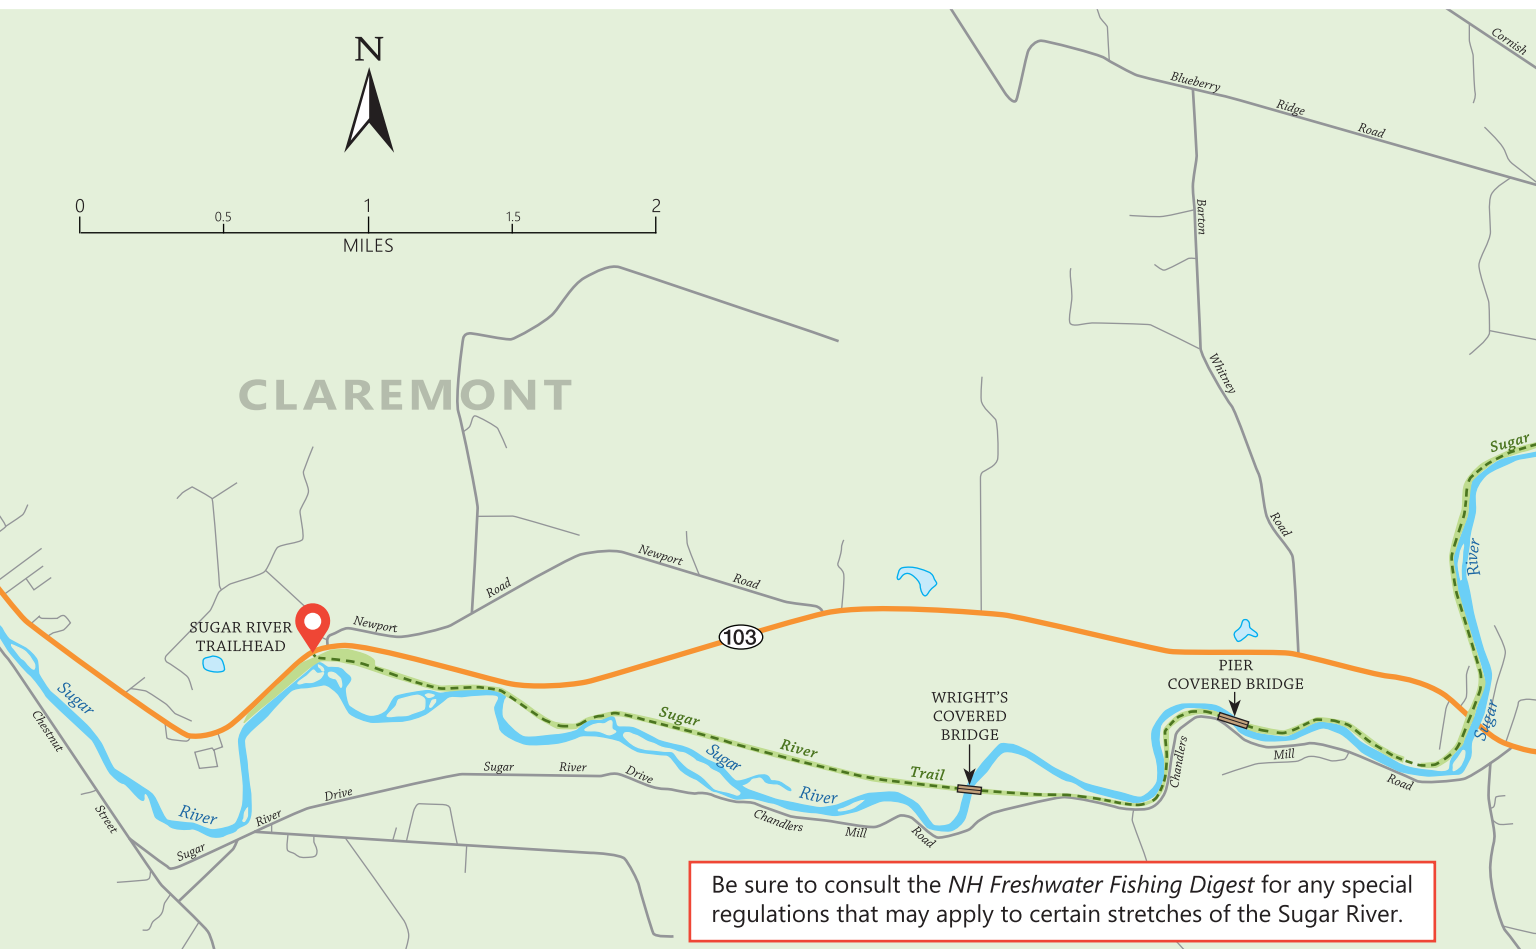 N
Cornish
Blueberry
Ridge
Road
0
0.5
1
1.5
2
MILES
Barton
Whitney
CLAREMONT
Sugar
Road
Newport
Road
Road
River
SUGAR RIVER
TRAILHEAD
Newport
103
PIER
COVERED BRIDGE
Sugar
WRIGHT'S
COVERED
BRIDGE
Sugar
River
Trail
Sugar
Chestnut
Sugar
River
Chandlers
Mill
Road
Sugar
River
Drive
Drive
River
River
Sugar
Street
Chandlers
Mill
Road
Be sure to consult the NH Freshwater Fishing Digest for any special
regulations that may apply to certain stretches of the Sugar River.